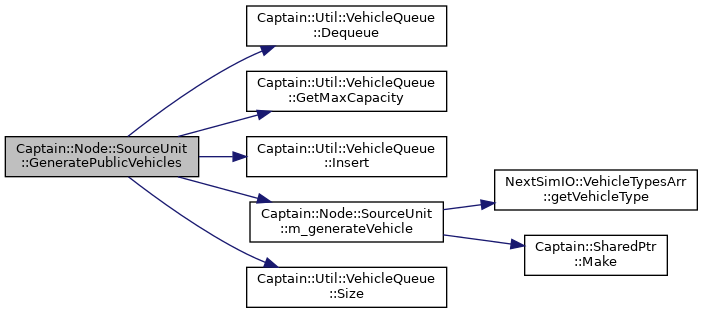 Captain::Util::VehicleQueue
::Dequeue
Captain::Util::VehicleQueue
::GetMaxCapacity
Captain::Node::SourceUnit
::GeneratePublicVehicles
Captain::Util::VehicleQueue
::Insert
Captain::Node::SourceUnit
::m_generateVehicle
NextSimIO::VehicleTypesArr
::getVehicleType
Captain::SharedPtr
::Make
Captain::Util::VehicleQueue
::Size